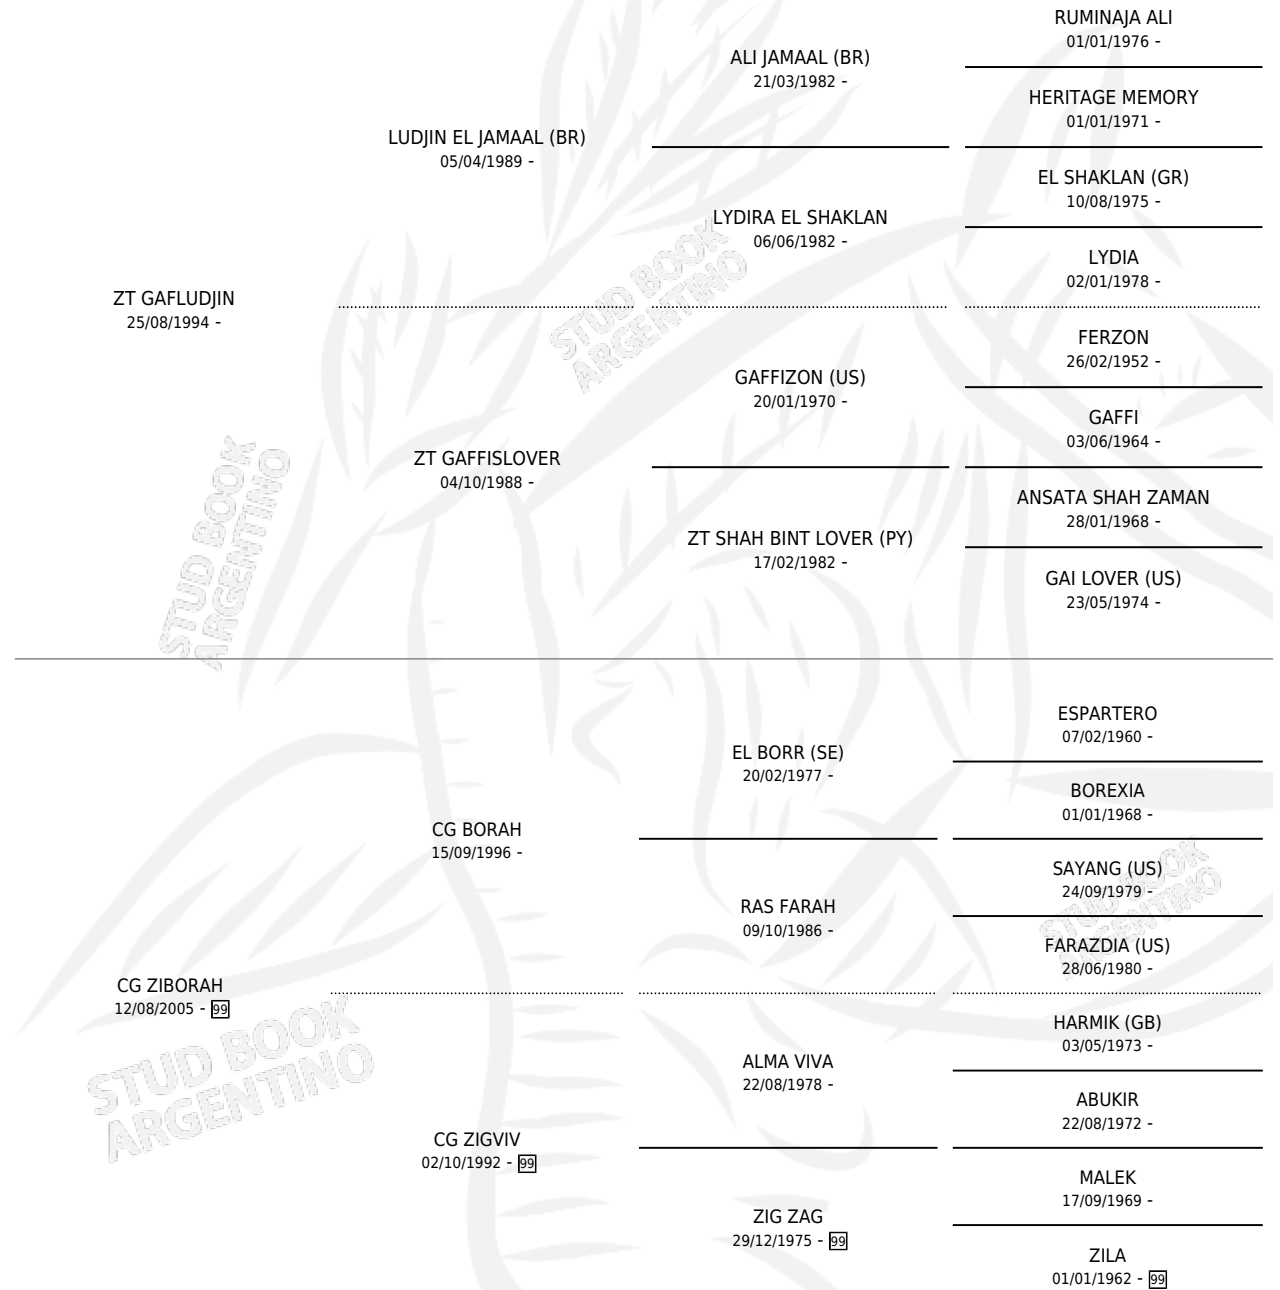 RUMINAJA ALI
01/01/1976 -
ALI JAMAAL (BR)
21/03/1982 -
HERITAGE MEMORY
01/01/1971 -
LUDJIN EL JAMAAL (BR)
05/04/1989 -
EL SHAKLAN (GR)
10/08/1975 -
LYDIRA EL SHAKLAN
06/06/1982 -
LYDIA
02/01/1978 -
ZT GAFLUDJIN
25/08/1994 -
STUD BOOK
ARGENTINO
FERZON
26/02/1952 -
GAFFIZON (US)
20/01/1970 -
GAFFI
03/06/1964 -
ZT GAFFISLOVER
04/10/1988 -
ANSATA SHAH ZAMAN
28/01/1968 -
ZT SHAH BINT LOVER (PY)
17/02/1982 -
GAI LOVER (US)
23/05/1974 -
STUD BOOK
ARGENTINO
ESPARTERO
07/02/1960 -
EL BORR (SE)
20/02/1977 -
BOREXIA
01/01/1968 -
CG BORAH
15/09/1996 -
SAYANG (US)
24/09/1979 -
RAS FARAH
09/10/1986 -
FARAZDIA (US)
28/06/1980 -
STUD BOOK
ARGENTINO
CG ZIBORAH
12/08/2005 - 99
HARMIK (GB)
03/05/1973 -
ALMA VIVA
22/08/1978 -
ABUKIR
22/08/1972 -
CG ZIGVIV
02/10/1992 - 99
MALEK
17/09/1969 -
ZIG ZAG
29/12/1975 - 99
ZILA
01/01/1962 - 99
STUD BOOK
ARGENTINO